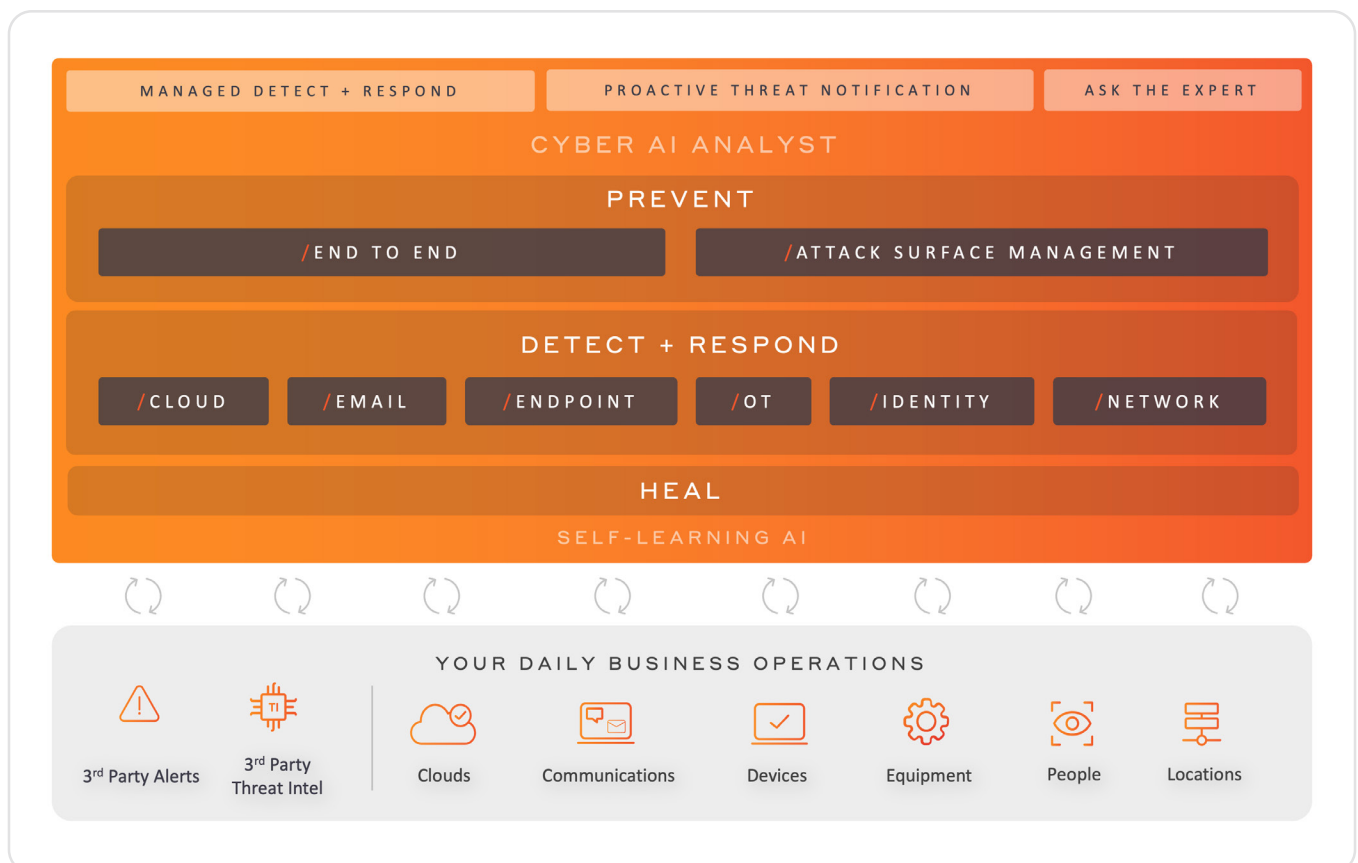 MANAGED DETECT + RESPOND
PROACTIVE THREAT NOTIFICATION
ASK THE EXPERT
CYBER AI ANALYST
PREVENT
/END TO END
/ATTACK SURFACE MANAGEMENT
DETECT + RESPOND
/CLOUD
/EMAIL
/ENDPOINT
/OT
/IDENTITY
/NETWORK
HEAL
SELF-LEARNING AI
YOUR DAILY BUSINESS OPERATIONS
TI
3rd Party Alerts
3rd Party
Threat Intel
Clouds
Communications
Devices
Equipment
People
Locations